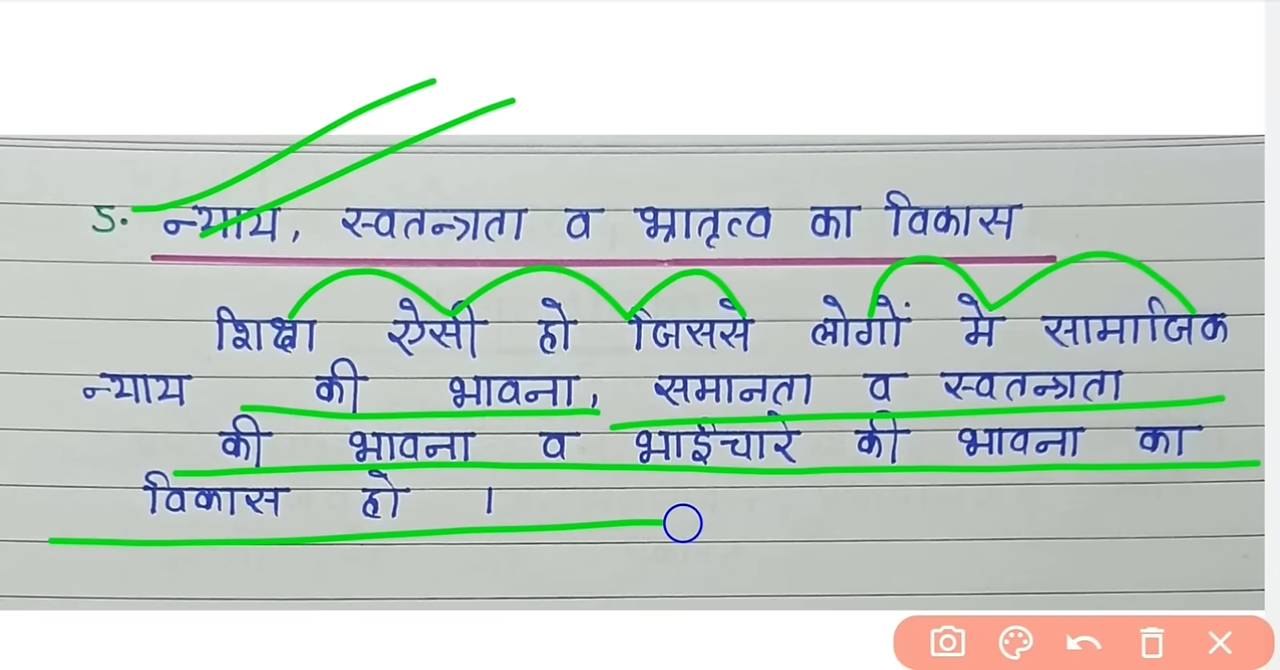 5. न्याय, स्वतन्त्रता व भ्रातृत्व का विकास
शिक्षा ऐसी हो जिससे लोगों मे सामाजिक
न्याय की भावना, समानता व स्वतन्त्रता
की भावना व भाईचारे की भावना का
विकास हो ।